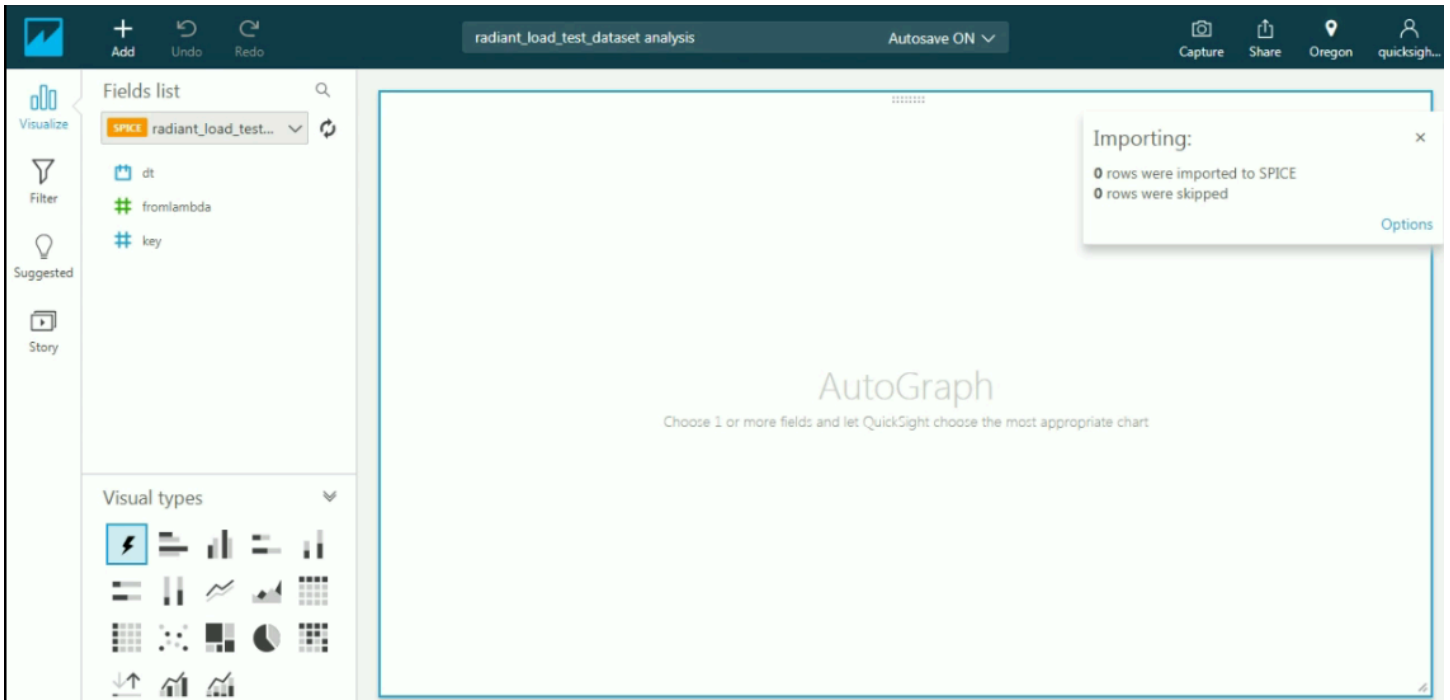 Add
Undo
Redo
radiant_load_test_dataset analysis
Autosave ON
Capture
Share
Oregon
quicksigh...
Visualize
Filter
Suggested
Story
Fields list
SPICE radiant_load_test...
dt
fromlambda
key
Visual types
Importing:
0 rows were imported to SPICE
0 rows were skipped
Options
AutoGraph
Choose 1 or more fields and let QuickSight choose the most appropriate chart